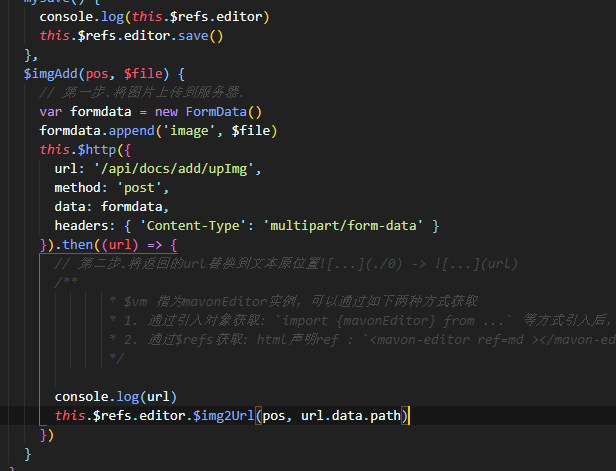 mysave() {
console.log(this.$refs.editor)
this.$refs.editor.save()
},
$imgAdd(pos, $file) {
// 第一步.将图片上传到服务器.
var formdata = new FormData()
formdata.append('image', $file)
this.$http({
url: '/api/docs/add/upImg',
method: 'post',
data: formdata,
headers: { 'Content-Type': 'multipart/form-data' }
}).then((url) => {
// 第二步.将返回的url替换到文本原位置![...](./0) -> ![...](url)
/**
* $vm 指为mavonEditor实例，可以通过如下两种方式获取
* 1. 通过引入对象获取: `import {mavonEditor} from ...` 等方式引入后，
* 2. 通过$refs获取: html声明ref : `<mavon-editor ref=md ></mavon-ed
*/
console.log(url)
this.$refs.editor.$img2Url(pos, url.data.path)
})
}